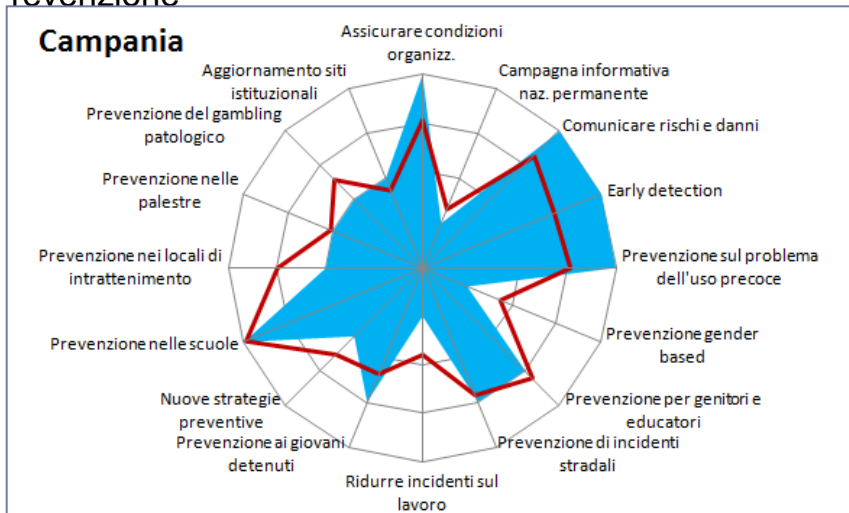 revenzione
Campania
Assicurare condizioni
organizz.
Campagna informativa
naz. permanente
Comunicare rischi e danni
Early detection
Prevenzione sul problema
dell'uso precoce
Prevenzione gender
based
Prevenzione per genitori e
educatori
Prevenzione di incidenti
stradali
Ridurre incidenti sul
lavoro
Prevenzione ai giovani
detenuti
Nuove strategie
preventive
Prevenzione nelle scuole
Prevenzione nei locali di
intrattenimento
Prevenzione nelle
palestre
Prevenzione del gambling
patologico
Aggiornamento siti
istituzionali